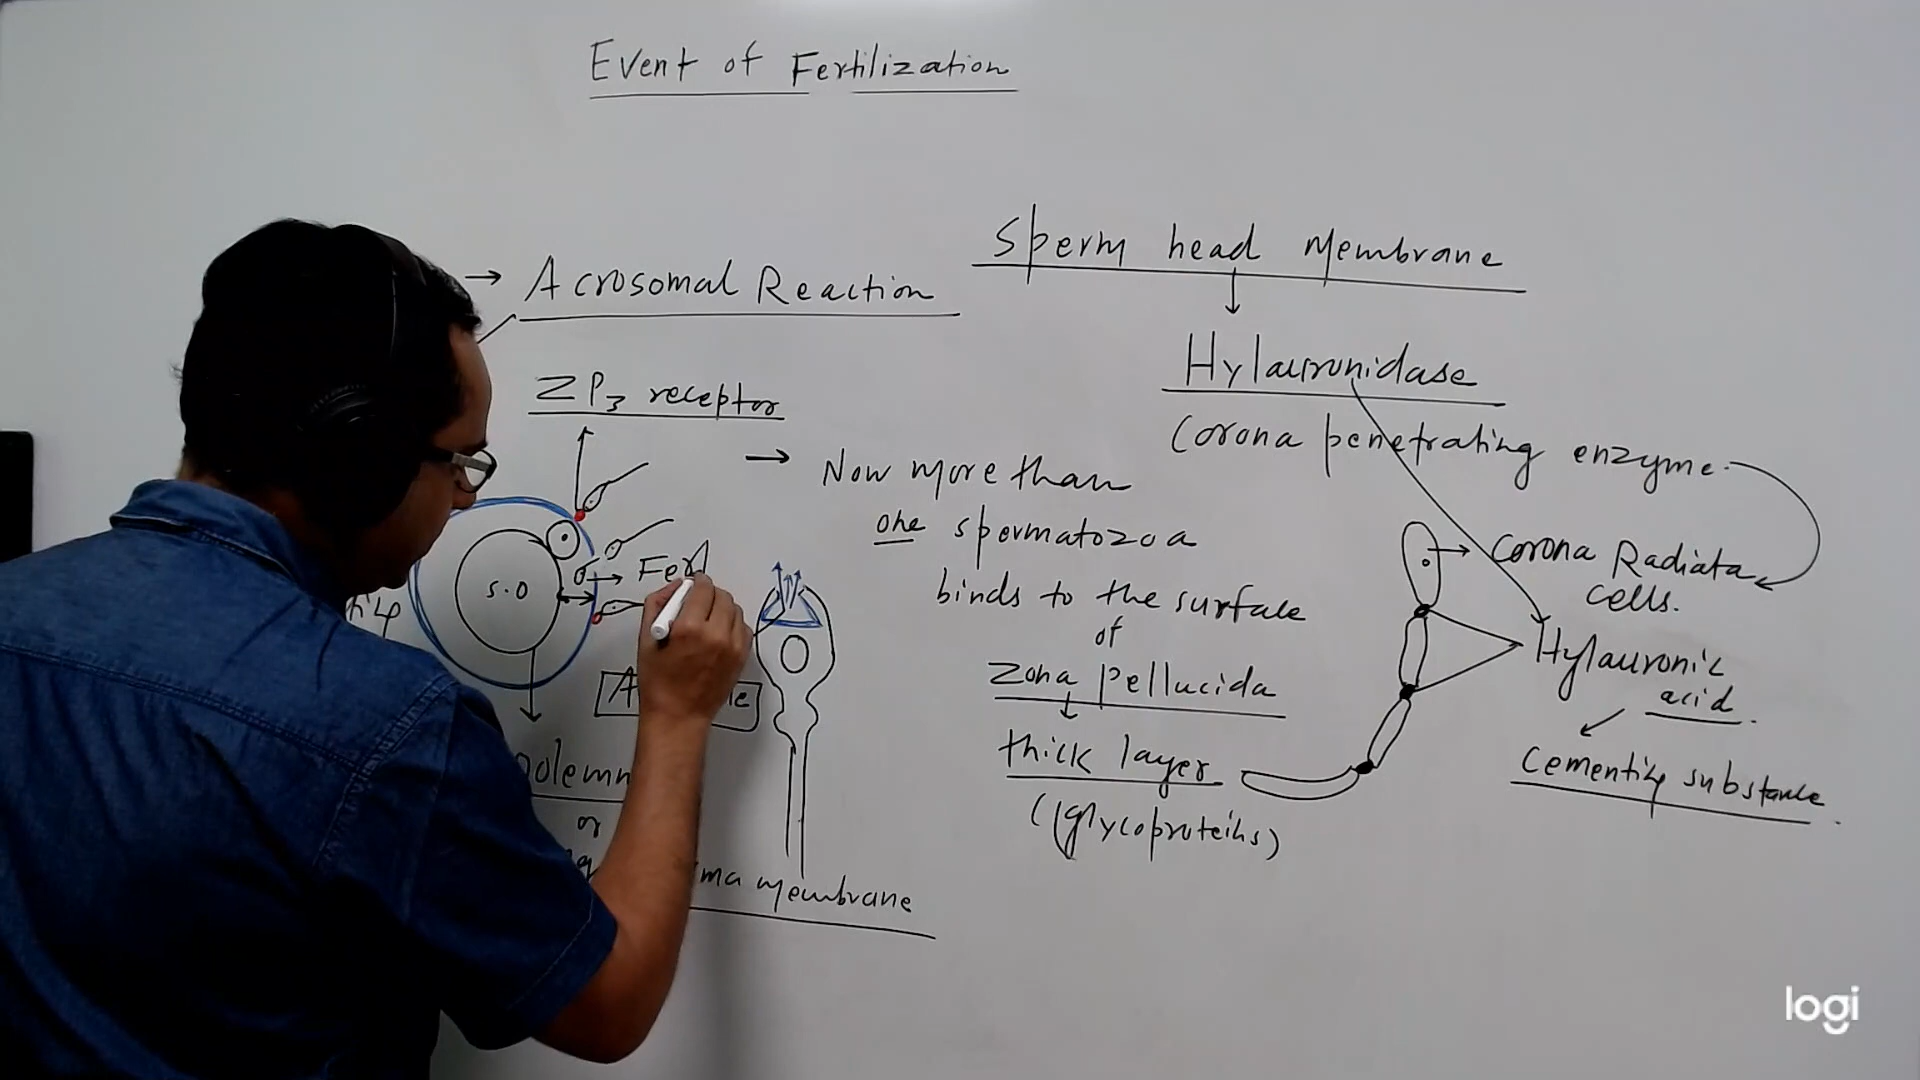 Event of Fertilization
→ Acrosomal Reaction
ZP3 receptor
S.O
→ Fer
→ Now more than
one spermatozoa
binds to the surface
of
Zona pellucida
thick layer
(glycoproteins)
or
membrane
Sperm head Membrane
Hylauronidase
Corona penetrating enzyme.
→ Corona Radiata
cells.
Hylauronic
acid.
Cementing substance.
logi